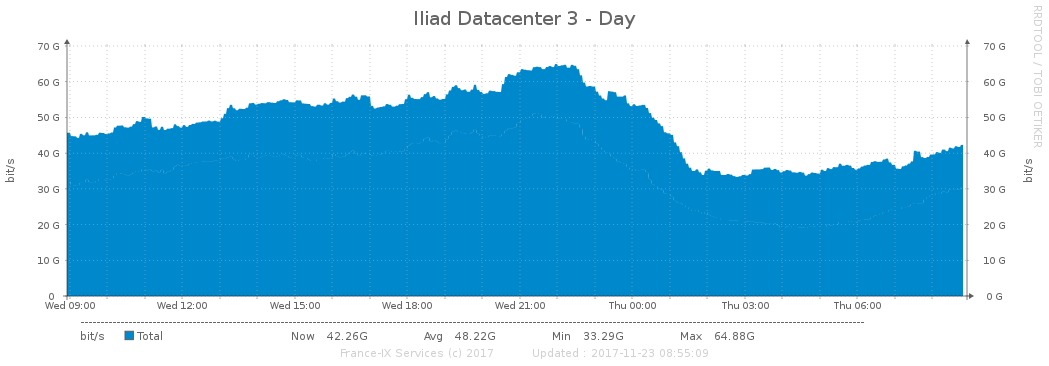 Iliad Datacenter 3 - Day
RRDTOOL / TOBI OETIKER
70 G 70 G
60 G 60 G
50 G 50 G
40 G 40 G
30 G 30 G
20 G 20 G
10 G 10 G
0 0 G
bit/s
bit/s
Wed 09:00 Wed 12:00 Wed 15:00 Wed 18:00 Wed 21:00 Thu 00:00 Thu 03:00 Thu 06:00
bit/s Total Now 42.26G Avg 48.22G Min 33.29G Max 64.88G
France-IX Services (c) 2017 Updated : 2017-11-23 08:55:09